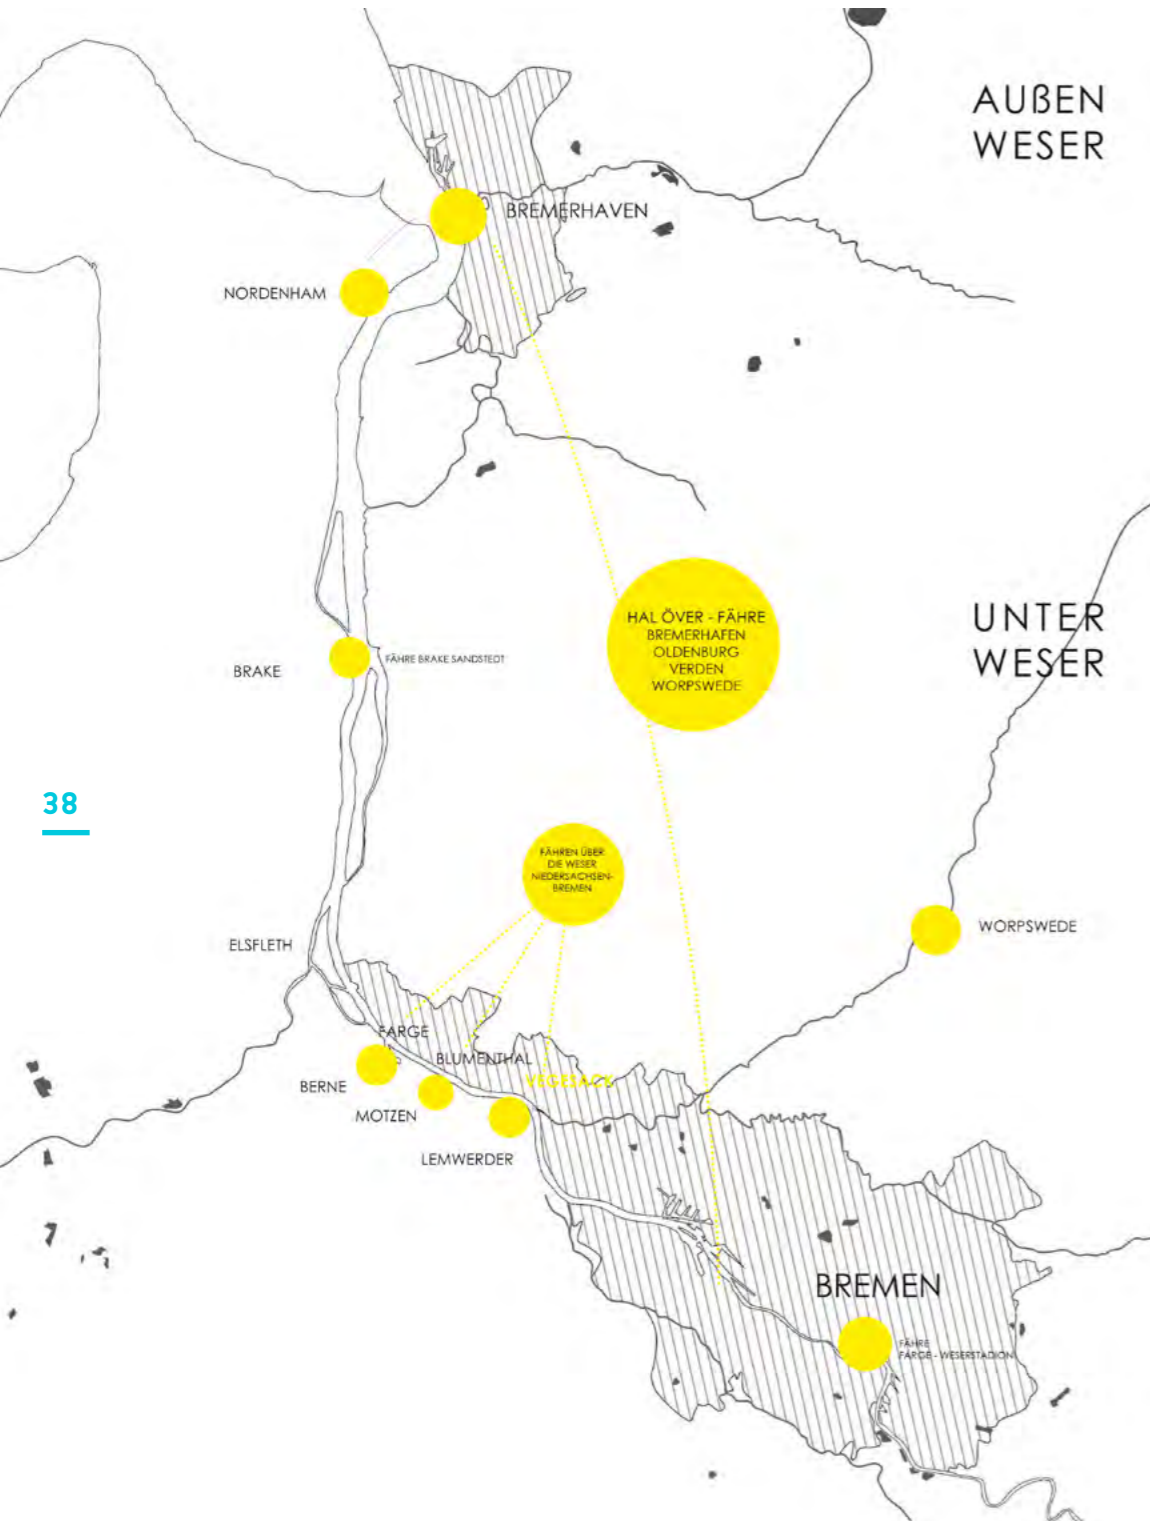 AUßEN
WESER
BREMERHAVEN
NORDENHAM
HAL ÖVER - FÄHRE
BREMERHAFEN
OLDENBURG
VERDEN
WORPSWEDE
UNTER
WESER
BRAKE
FÄHRE BRAKE SANDSTEDT
38
FÄHREN ÜBER
DIE WESER
NIEDERSACHSEN-
BREMEN
WORPSWEDE
ELSFLETH
FARGE
BLUMENTHAL
VEGESACK
BERNE
MOTZEN
LEMWERDER
BREMEN
FÄHRE
FARGE - WESERSTADION